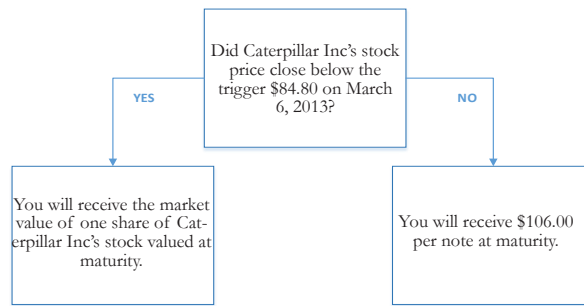 Did Caterpillar Inc's stock
price close below the
trigger $84.80 on March
6, 2013?
YES
NO
You will receive the market
value of one share of Cat-
erpillar Inc's stock valued at
maturity.
You will receive $106.00
per note at maturity.